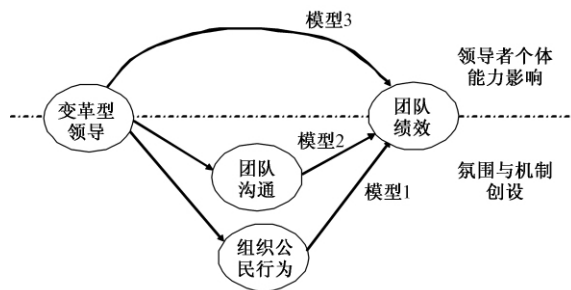 模型3
领导者个体
能力影响
变革型
领导
团队
绩效
模型2
团队
沟通
氛围与机制
创设
模型1
组织公
民行为